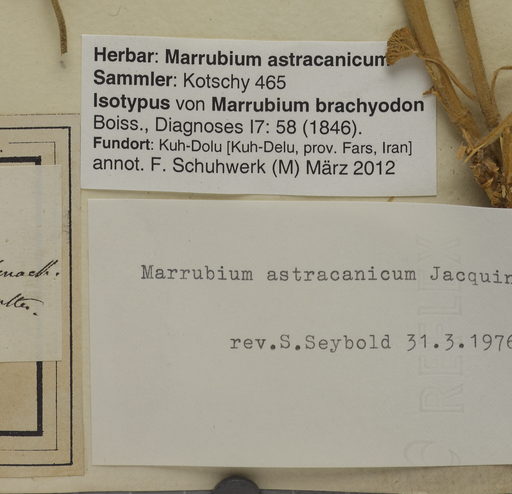 Herbar: Marrubium astracanicum
Sammler: Kotschy 465
Isotypus von Marrubium brachyodon
Boiss., Diagnoses I7: 58 (1846).
Fundort: Kuh-Dolu [Kuh-Delu, prov. Fars, Iran]
annot. F. Schuhwerk (M) März 2012
Marrubium astracanicum Jacquin
rev.S.Seybold 31.3.1976